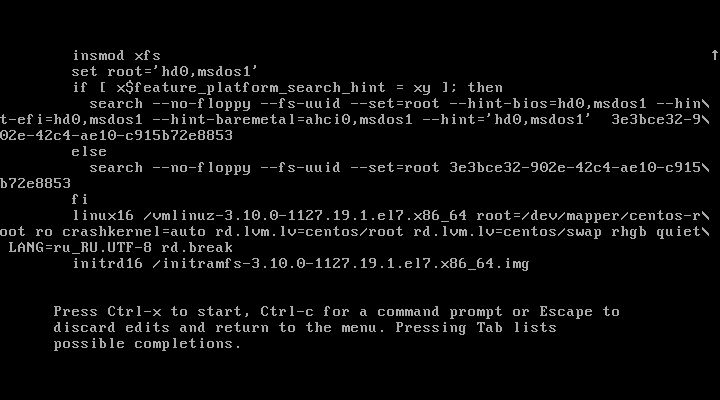 insmod xfs
↑
set root='hd0,msdos1'
if [ x$feature_platform_search_hint = xy ]; then
search --no-floppy --fs-uuid --set=root --hint-bios=hd0,msdos1 --hin\
t-efi=hd0,msdos1 --hint-baremetal=ahci0,msdos1 --hint='hd0,msdos1'  3e3bce32-9\
02e-42c4-ae10-c915b72e8853
else
search --no-floppy --fs-uuid --set=root 3e3bce32-902e-42c4-ae10-c915\
b72e8853
fi
linux16 /vmlinuz-3.10.0-1127.19.1.el7.x86_64 root=/dev/mapper/centos-r\
oot ro crashkernel=auto rd.lvm.lv=centos/root rd.lvm.lv=centos/swap rhgb quiet\
LANG=ru_RU.UTF-8 rd.break
initrd16 /initramfs-3.10.0-1127.19.1.el7.x86_64.img
Press Ctrl-x to start, Ctrl-c for a command prompt or Escape to
discard edits and return to the menu. Pressing Tab lists
possible completions.